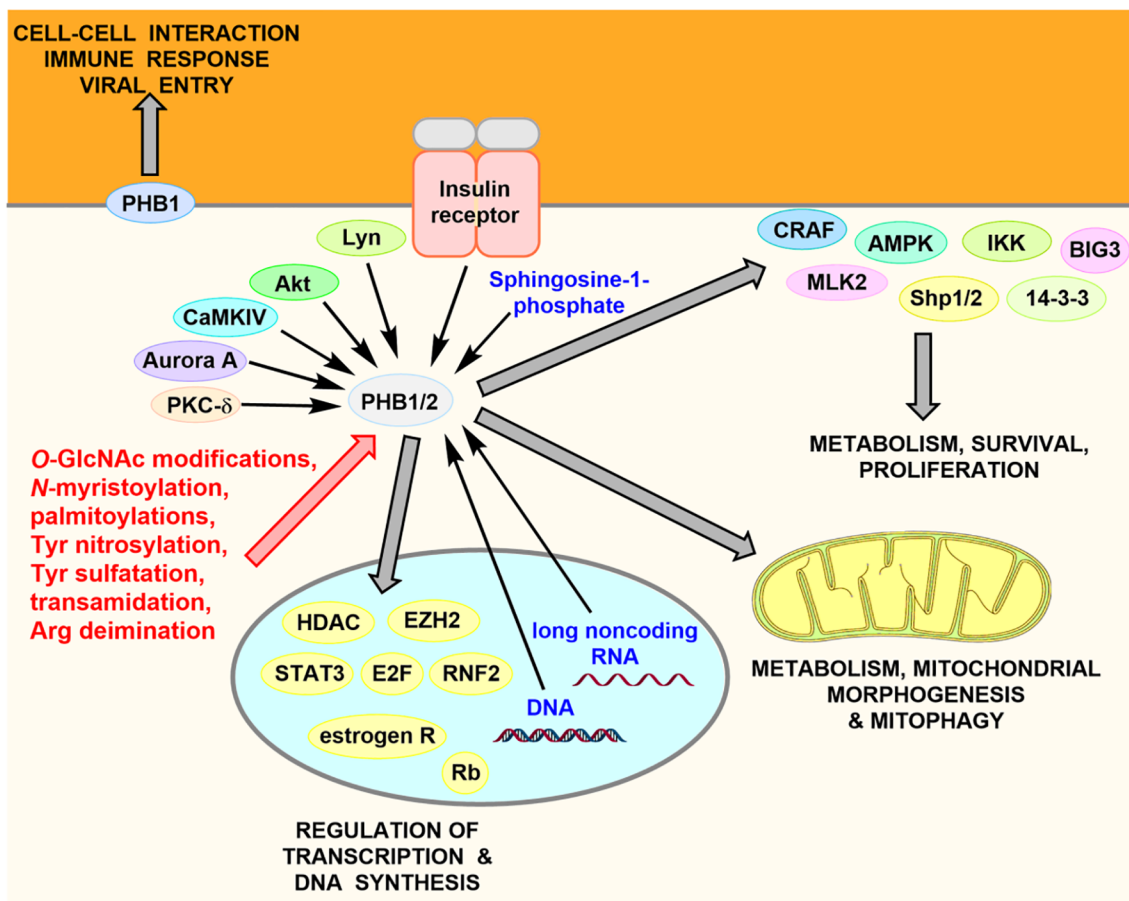 CELL-CELL INTERACTION
IMMUNE RESPONSE
VIRAL ENTRY
PHB1
Insulin
receptor
Lyn
Akt
CaMKIV
Aurora A
PKC-δ
Sphingosine-1-
phosphate
PHB1/2
CRAF
AMPK
IKK
BIG3
MLK2
Shp1/2
14-3-3
METABOLISM, SURVIVAL,
PROLIFERATION
O-GlcNAc modifications,
N-myristoylation,
palmitoylations,
Tyr nitrosylation,
Tyr sulfatation,
transamidation,
Arg deimination
HDAC
EZH2
STAT3
E2F
RNF2
estrogen R
Rb
long noncoding
RNA
DNA
METABOLISM, MITOCHONDRIAL
MORPHOGENESIS
& MITOPHAGY
REGULATION OF
TRANSCRIPTION &
DNA SYNTHESIS